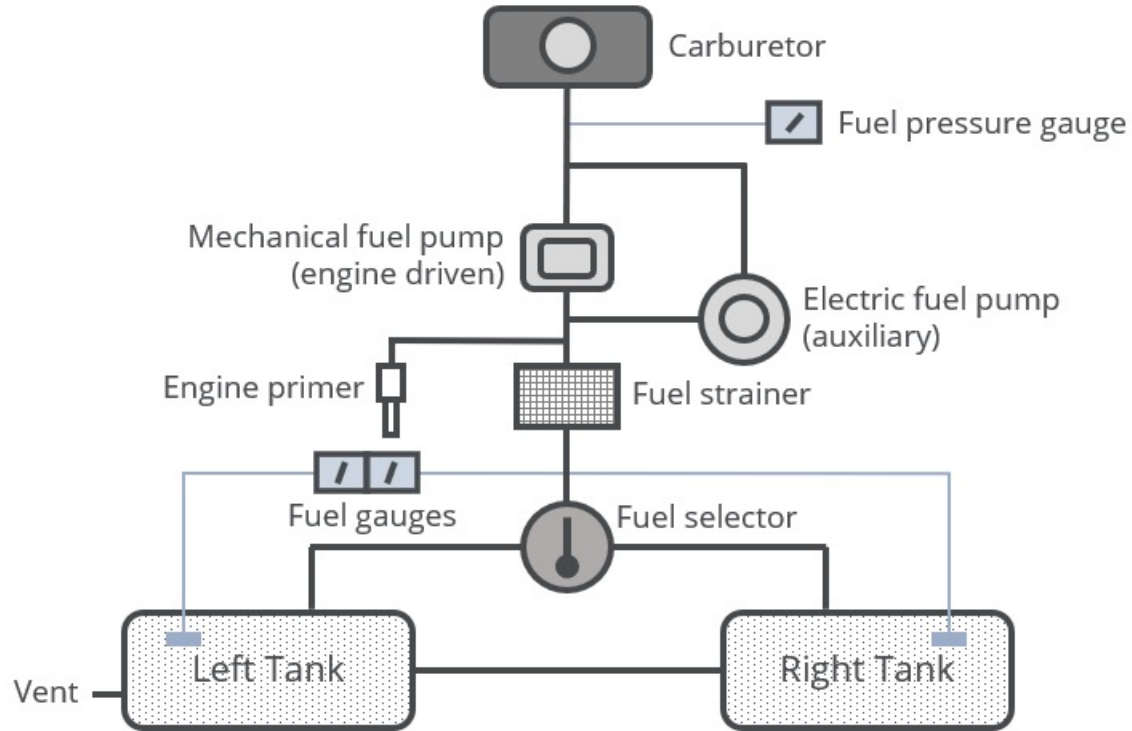 Carburetor
Fuel pressure gauge
Mechanical fuel pump
(engine driven)
Electric fuel pump
(auxiliary)
Engine primer
Fuel strainer
Fuel gauges
Fuel selector
Left Tank
Right Tank
Vent